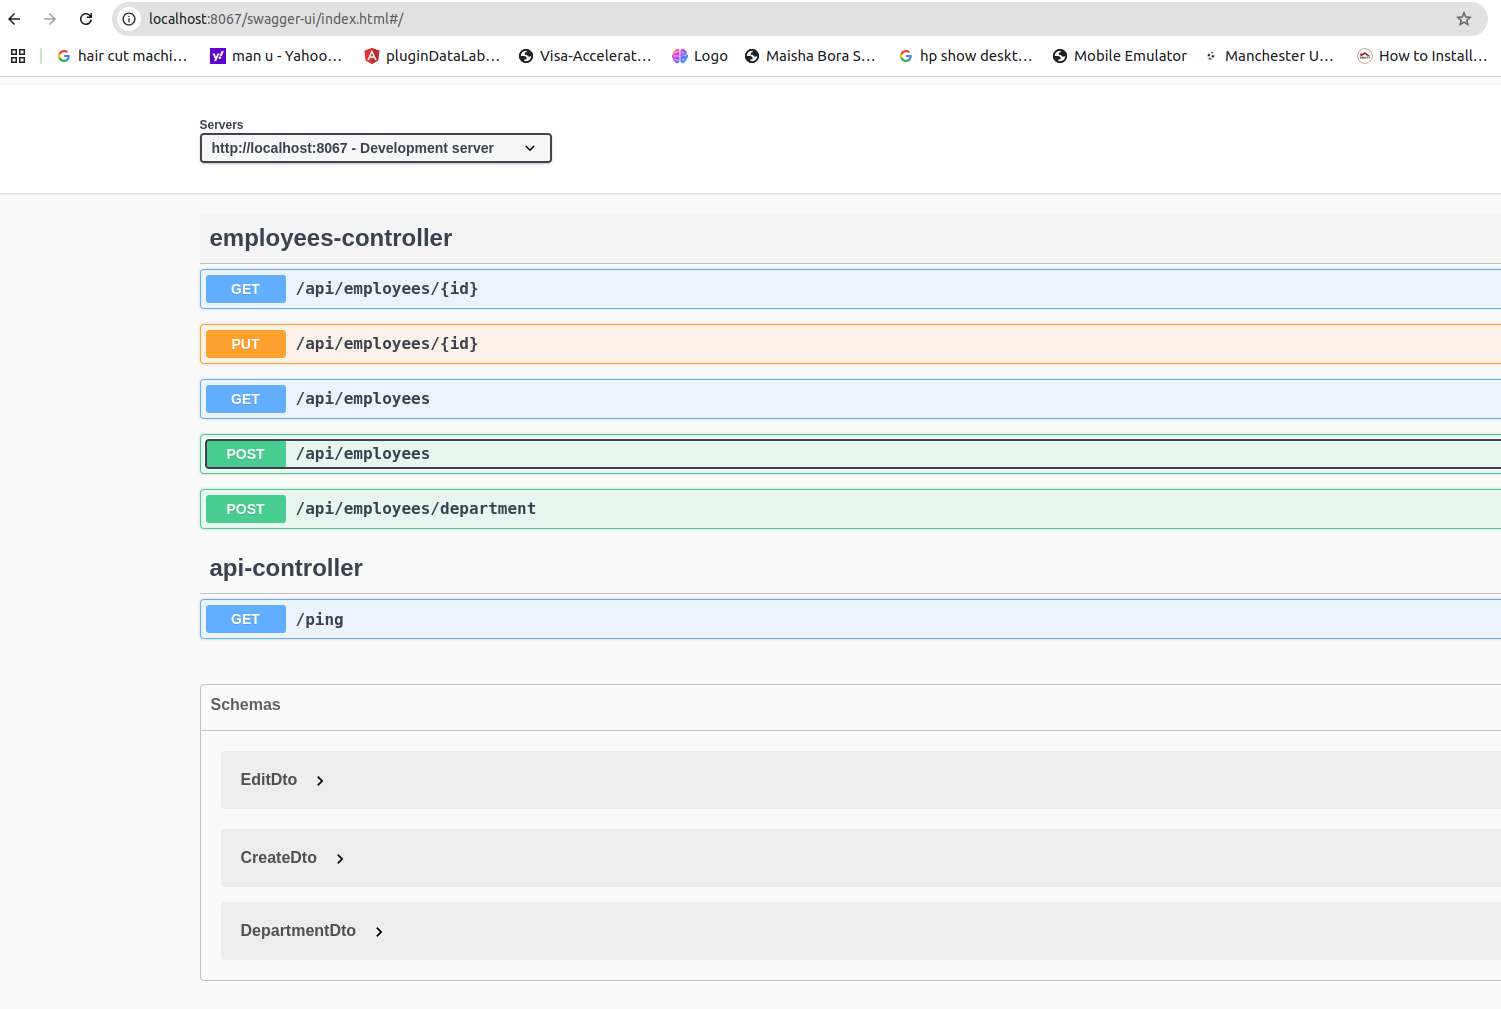 localhost:8067/swagger-ui/index.html#/
hair cut machi... man u - Yahoo... pluginDataLab... Visa-Accelerat... Logo Maisha Bora S... hp show deskt... Mobile Emulator Manchester U... How to Install...
Servers
http://localhost:8067 - Development server
employees-controller
GET /api/employees/{id}
PUT /api/employees/{id}
GET /api/employees
POST /api/employees
POST /api/employees/department
api-controller
GET /ping
Schemas
EditDto
CreateDto
DepartmentDto